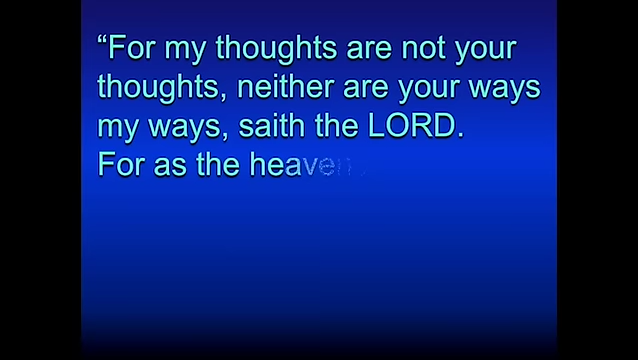 “For my thoughts are not your
thoughts, neither are your ways
my ways, saith the LORD.
For as the heaven